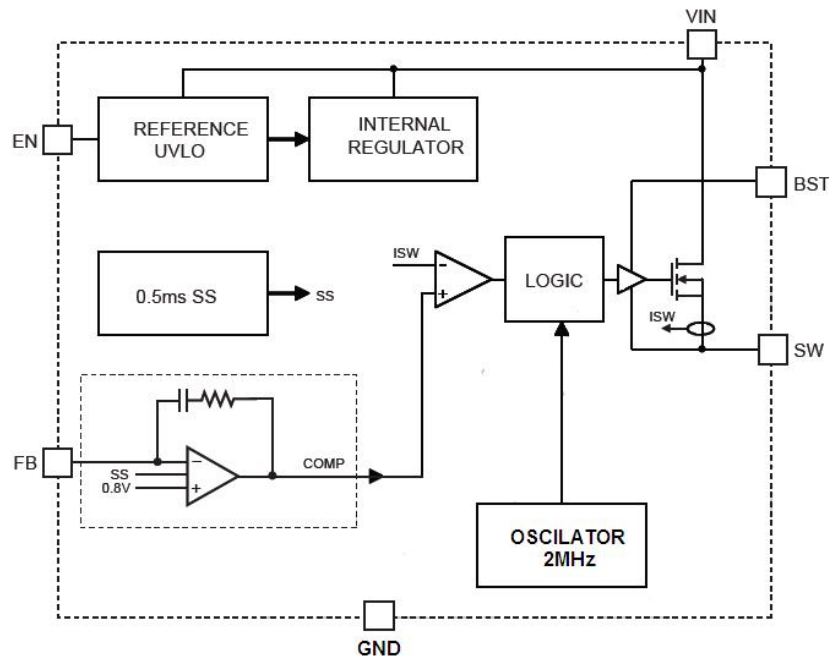 VIN
EN
REFERENCE
UVLO
INTERNAL
REGULATOR
BST
ISW
−
+
LOGIC
0.5ms SS
SS
ISW
SW
FB
SS
0.8V
−
+
COMP
OSCILATOR
2MHz
GND